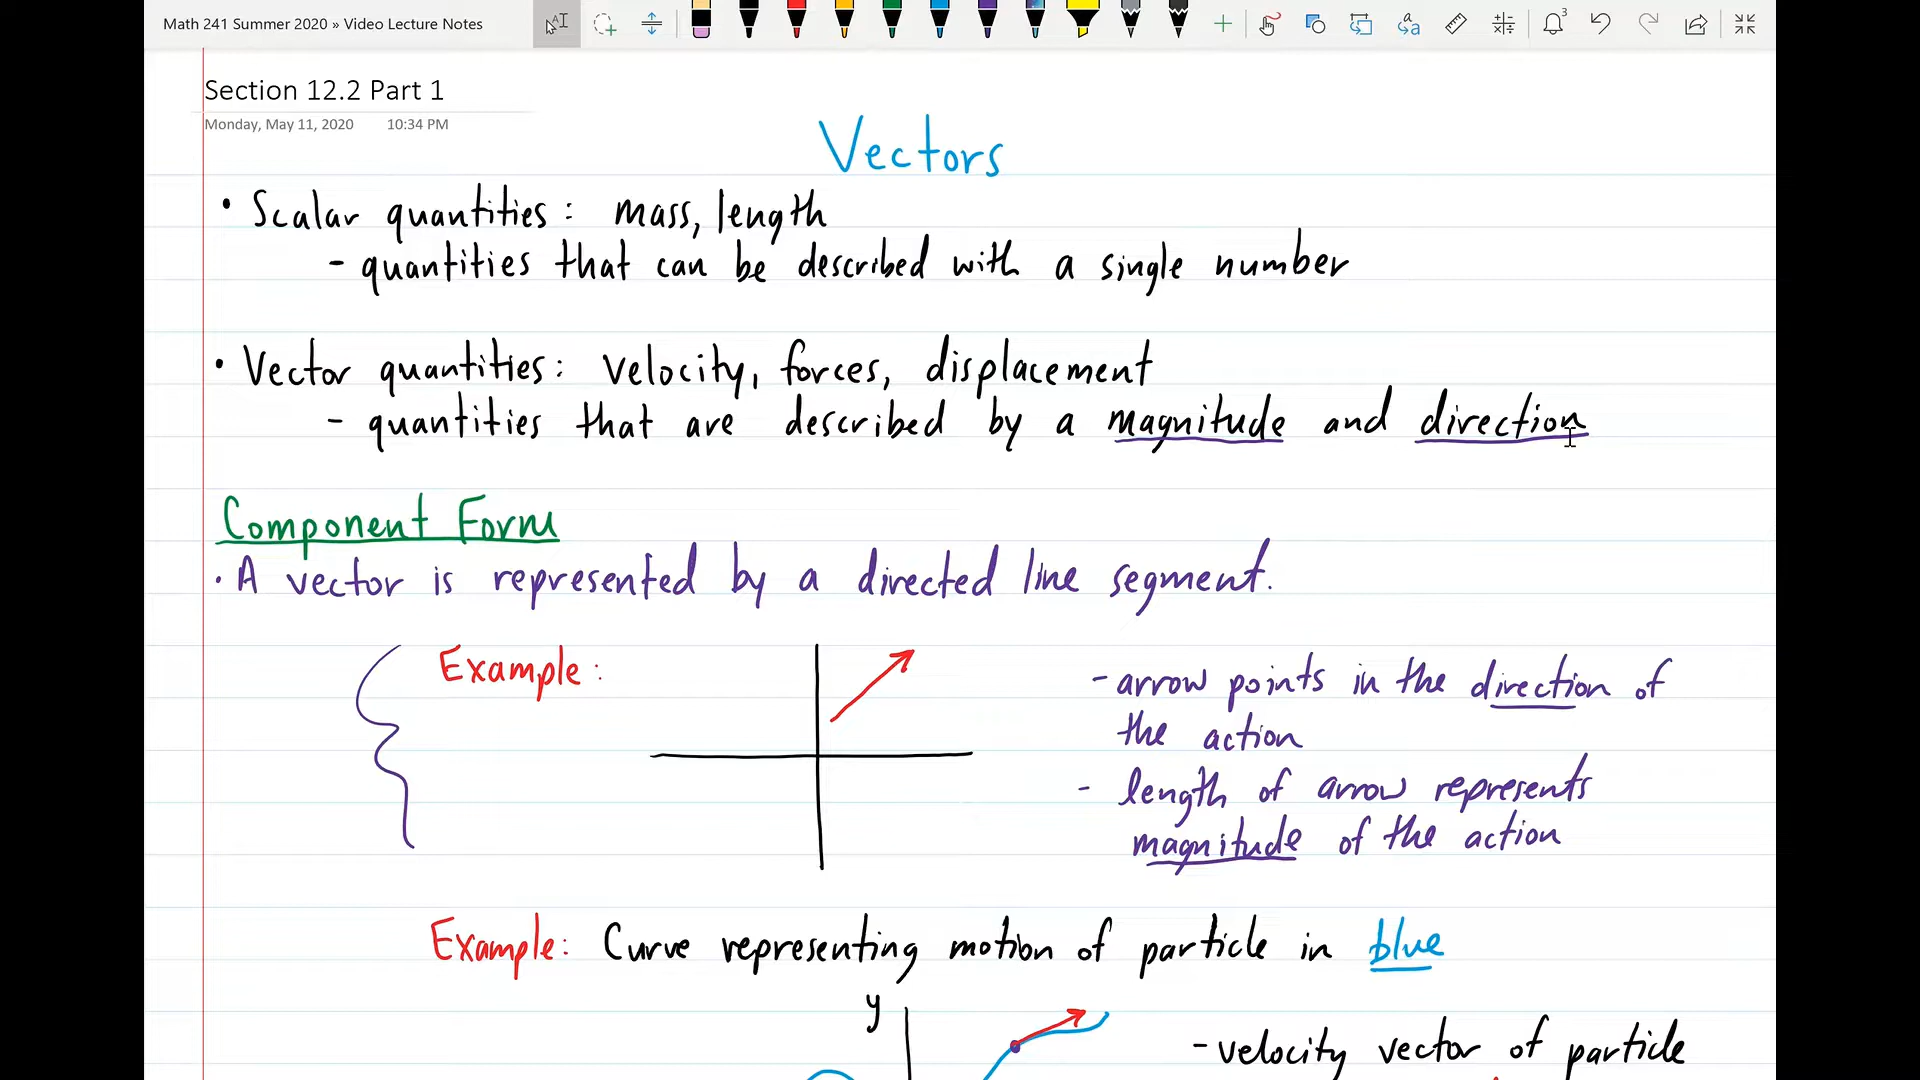 Math 241 Summer 2020 » Video Lecture Notes
Section 12.2 Part 1
Monday, May 11, 2020 10:34 PM
Vectors
• Scalar quantities: mass, length
- quantities that can be described with a single number
• Vector quantities: velocity, forces, displacement
- quantities that are described by a magnitude and direction
Component Form
• A vector is represented by a directed line segment.
Example:
- arrow points in the direction of
the action
- length of arrow represents
magnitude of the action
Example: Curve representing motion of particle in blue
y
- velocity vector of particle